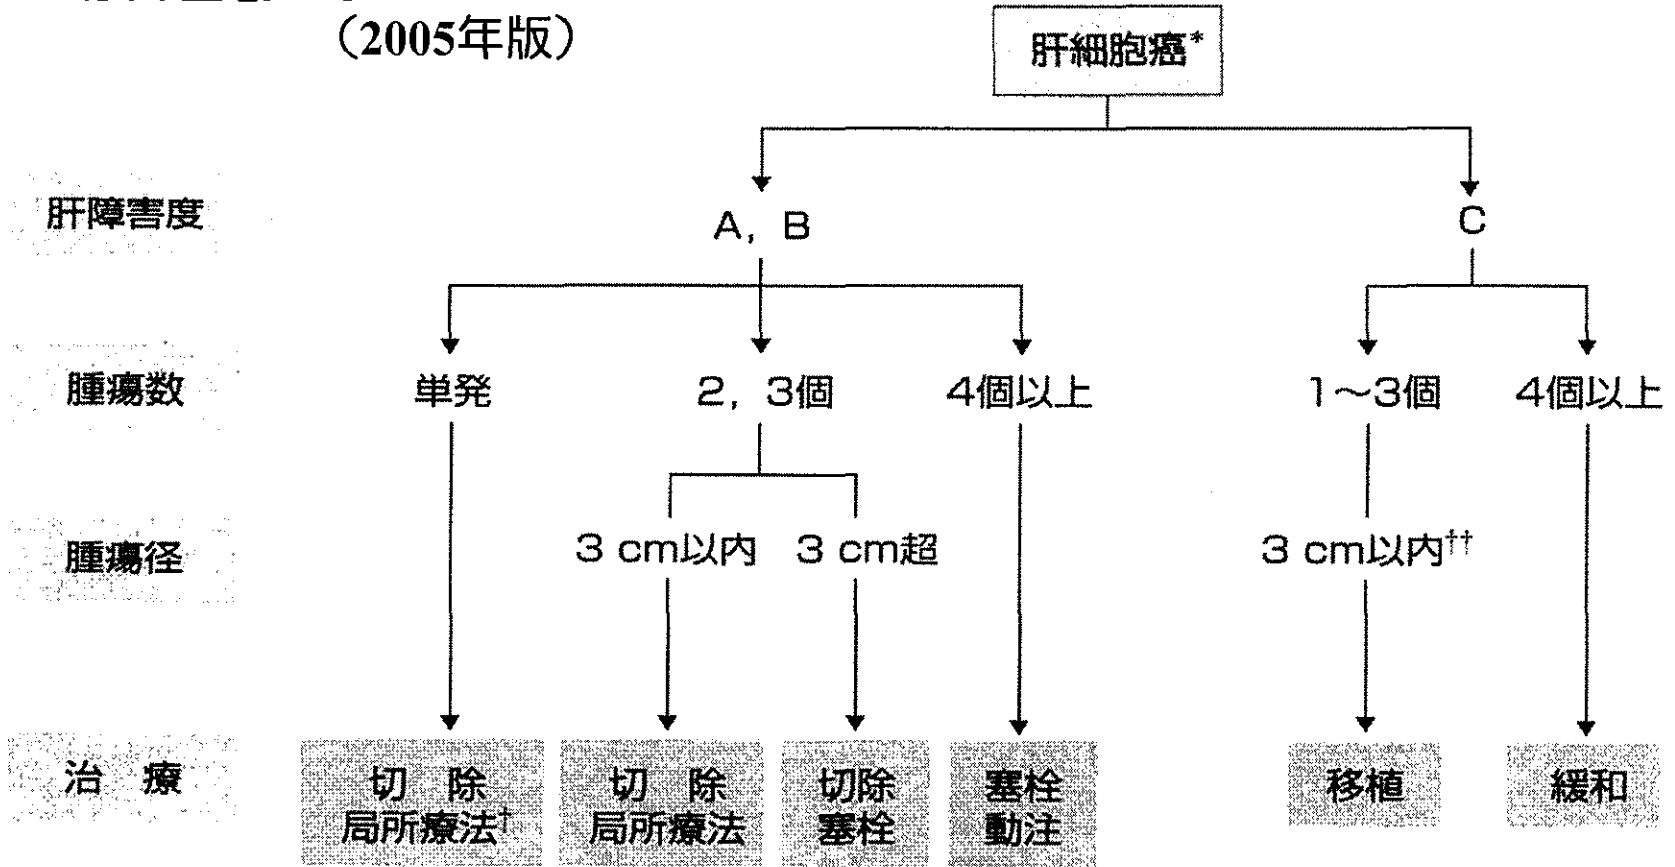 （2005年版）
肝細胞癌*
肝障害度
A，B
C
腫瘍数
単発
2，3個
4個以上
1～3個
4個以上
腫瘍径
3 cm以内
3 cm超
3 cm以内††
治　療
切　除
局所療法†
切　除
局所療法
切除
塞栓
塞栓
動注
移植
緩和